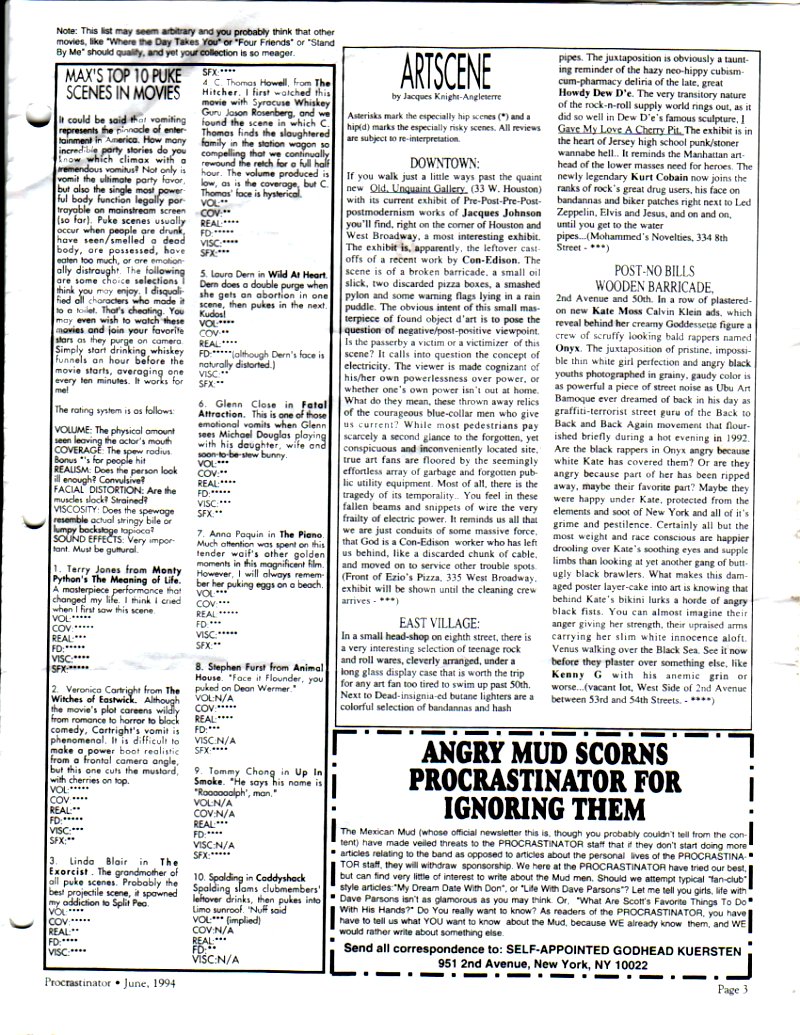 Note: This list may seem arbitrary and you probably think that other
movies, like "Where the Day Takes You" or "Four Friends" or "Stand
By Me" should qualify, and yet your collection is so meager.
MAX'S TOP 10 PUKE
SCENES IN MOVIES
It could be said that vomiting
represents the pinnacle of enter-
tainment in America. How many
incredible party stories do you
know which climax with a
tremendous vomitus? Not only is
vomit the ultimate party favor,
but also the single most power-
ful body function legally por-
trayable on mainstream screen
(so far). Puke scenes usually
occur when people are drunk,
have seen/smelled a dead
body, are possessed, have
eaten too much, or are emotion-
ally distraught. The following
are some choice selections I
think you may enjoy. I disquali-
fied all characters who made it
to a toilet. That's cheating. You
may even wish to watch these
movies and join your favorite
stars as they purge on camera.
Simply start drinking whiskey
funnels an hour before the
movie starts, averaging one
every ten minutes. It works for
me!
The rating system is as follows:
VOLUME: The physical amount
seen leaving the actor's mouth
COVERAGE: The spew radius.
Bonus *'s for people hit
REALISM: Does the person look
ill enough? Convulsive?
FACIAL DISTORTION: Are the
muscles slack? Strained?
VISCOSITY: Does the spewage
resemble actual stringy bile or
lumpy backstage tapioca?
SOUND EFFECTS: Very impor-
tant. Must be guttural.
1. Terry Jones from Monty
Python's The Meaning of Life.
A masterpiece performance that
changed my life. I think I cried
when I first saw this scene.
VOL:*****
COV:*****
REAL:***
FD:*****
VISC:****
SFX:*****
2. Veronica Cartright from The
Witches of Eastwick. Although
the movie's plot careens wildly
from romance to horror to black
comedy, Cartright's vomit is
phenomenal. It is difficult to
make a power boot realistic
from a frontal camera angle,
but this one cuts the mustard,
with cherries on top.
VOL:*****
COV:*****
REAL:**
FD:*****
VISC:***
SFX:**
3. Linda Blair in The
Exorcist . The grandmother of
all puke scenes. Probably the
best projectile scene, it spawned
my addiction to Split Pea.
VOL:****
COV:*****
REAL:**
FD:****
VISC:****
SFX:****
4. C. Thomas Howell, from The
Hitcher. I first watched this
movie with Syracuse Whiskey
Guru Jason Rosenberg, and we
found the scene in which C.
Thomas finds the slaughtered
family in the station wagon so
compelling that we continually
rewound the retch for a full half
hour. The volume produced is
low, as is the coverage, but C.
Thomas' face is hysterical.
VOL:**
COV:**
REAL:****
FD:*****
VISC:****
SFX:***
5. Laura Dern in Wild At Heart.
Dern does a double purge when
she gets an abortion in one
scene, then pukes in the next.
Kudos!
VOL:****
COV:***
REAL:****
FD:*****(although Dern's face is
naturally distorted.)
VISC:**
SFX:**
6. Glenn Close in Fatal
Attraction. This is one of those
emotional vomits when Glenn
sees Michael Douglas playing
with his daughter, wife and
soon-to-be stew bunny.
VOL:***
COV:**
REAL:****
FD:*****
VISC:***
SFX:**
7. Anna Paquin in The Piano.
Much attention was spent on this
tender waif's other golden
moments in this magnificent film.
However, I will always remem-
ber her puking eggs on a beach.
VOL:***
COV:***
REAL:****
FD:***
VISC:*****
SFX:**
8. Stephen Furst from Animal
House. "Face it Flounder, you
puked on Dean Wormer."
VOL:N/A
COV:*****
REAL:****
FD:***
VISC:N/A
SFX:****
9. Tommy Chong in Up In
Smoke. "He says his name is
"Raaaaaalph', man."
VOL:N/A
COV:N/A
REAL:***
FD:****
VISC:N/A
SFX:*****
10. Spalding in Caddyshack
Spalding slams clubmembers'
leftover drinks, then pukes into
Limo sunroof. 'Nuff said
VOL:*** (implied)
COV:N/A
REAL:***
FD:**
VISC:N/A
ARTSCENE
by Jacques Knight-Angleterre
Asterisks mark the especially hip scenes (*) and a
hip(d) marks the especially risky scenes. All reviews
are subject to re-interpretation.
DOWNTOWN:
If you walk just a little ways past the quaint
new Old, Unquaint Gallery (33 W. Houston)
with its current exhibit of Pre-Post-Pre-Post-
postmodernism works of Jacques Johnson
you'll find, right on the corner of Houston and
West Broadway, a most interesting exhibit.
The exhibit is, apparently, the leftover cast-
offs of a recent work by Con-Edison. The
scene is of a broken barricade, a small oil
slick, two discarded pizza boxes, a smashed
pylon and some warning flags lying in a rain
puddle. The obvious intent of this small mas-
terpiece of found object d'art is to pose the
question of negative/post-positive viewpoint.
Is the passerby a victim or a victimizer of this
scene? It calls into question the concept of
electricity. The viewer is made cognizant of
his/her own powerlessness over power, or
whether one's own power isn't out at home.
What do they mean, these thrown away relics
of the courageous blue-collar men who give
us current? While most pedestrians pay
scarcely a second glance to the forgotten, yet
conspicuous and inconveniently located site,
true art fans are floored by the seemingly
effortless array of garbage and forgotten pub-
lic utility equipment. Most of all, there is the
tragedy of its temporality.. You feel in these
fallen beams and snippets of wire the very
frailty of electric power. It reminds us all that
we are just conduits of some massive force,
that God is a Con-Edison worker who has left
us behind, like a discarded chunk of cable,
and moved on to service other trouble spots.
(Front of Ezio's Pizza, 335 West Broadway,
exhibit will be shown until the cleaning crew
arrives - ***)
EAST VILLAGE:
In a small head-shop on eighth street, there is
a very interesting selection of teenage rock
and roll wares, cleverly arranged, under a
long glass display case that is worth the trip
for any art fan too tired to swim up past 50th.
Next to Dead-insignia-ed butane lighters are a
colorful selection of bandannas and hash
pipes. The juxtaposition is obviously a taunt-
ing reminder of the hazy neo-hippy cubism-
cum-pharmacy deliria of the late, great
Howdy Dew D'e. The very transitory nature
of the rock-n-roll supply world rings out, as it
did so well in Dew D'e's famous sculpture, I
Gave My Love A Cherry Pit. The exhibit is in
the heart of Jersey high school punk/stoner
wannabe hell.. It reminds the Manhattan art-
head of the lower masses need for heroes. The
newly legendary Kurt Cobain now joins the
ranks of rock's great drug users, his face on
bandannas and biker patches right next to Led
Zeppelin, Elvis and Jesus, and on and on,
until you get to the water
pipes...(Mohammed's Novelties, 334 8th
Street - ***)
POST-NO BILLS
WOODEN BARRICADE,
2nd Avenue and 50th. In a row of plastered-
on new Kate Moss Calvin Klein ads, which
reveal behind her creamy Goddessette figure a
crew of scruffy looking bald rappers named
Onyx. The juxtaposition of pristine, impossi-
ble thin white girl perfection and angry black
youths photographed in grainy, gaudy color is
as powerful a piece of street noise as Ubu Art
Bamoque ever dreamed of back in his day as
graffiti-terrorist street guru of the Back to
Back and Back Again movement that flour-
ished briefly during a hot evening in 1992.
Are the black rappers in Onyx angry because
white Kate has covered them? Or are they
angry because part of her has been ripped
away, maybe their favorite part? Maybe they
were happy under Kate, protected from the
elements and soot of New York and all of it's
grime and pestilence. Certainly all but the
most weight and race conscious are happier
drooling over Kate's soothing eyes and supple
limbs than looking at yet another gang of butt-
ugly black brawlers. What makes this dam-
aged poster layer-cake into art is knowing that
behind Kate's bikini lurks a horde of angry
black fists. You can almost imagine their
anger giving her strength, their upraised arms
carrying her slim white innocence aloft.
Venus walking over the Black Sea. See it now
before they plaster over something else, like
Kenny G with his anemic grin or
worse...(vacant lot, West Side of 2nd Avenue
between 53rd and 54th Streets. - ****)
ANGRY MUD SCORNS
PROCRASTINATOR FOR
IGNORING THEM
The Mexican Mud (whose official newsletter this is, though you probably couldn't tell from the con-
tent) have made veiled threats to the PROCRASTINATOR staff that if they don't start doing more
articles relating to the band as opposed to articles about the personal lives of the PROCRASTINA-
TOR staff, they will withdraw sponsorship. We here at the PROCRASTINATOR have tried our best,
but can find very little of interest to write about the Mud men. Should we attempt typical "fan-club"
style articles:"My Dream Date With Don", or "Life With Dave Parsons"? Let me tell you girls, life with
Dave Parsons isn't as glamorous as you may think. Or, "What Are Scott's Favorite Things To Do
With His Hands?" Do You really want to know? As readers of the PROCRASTINATOR, you have
have to tell us what YOU want to know about the Mud, because WE already know them, and WE
would rather write about something else.
Send all correspondence to: SELF-APPOINTED GODHEAD KUERSTEN
951 2nd Avenue, New York, NY 10022
Procrastinator • June, 1994
Page 3